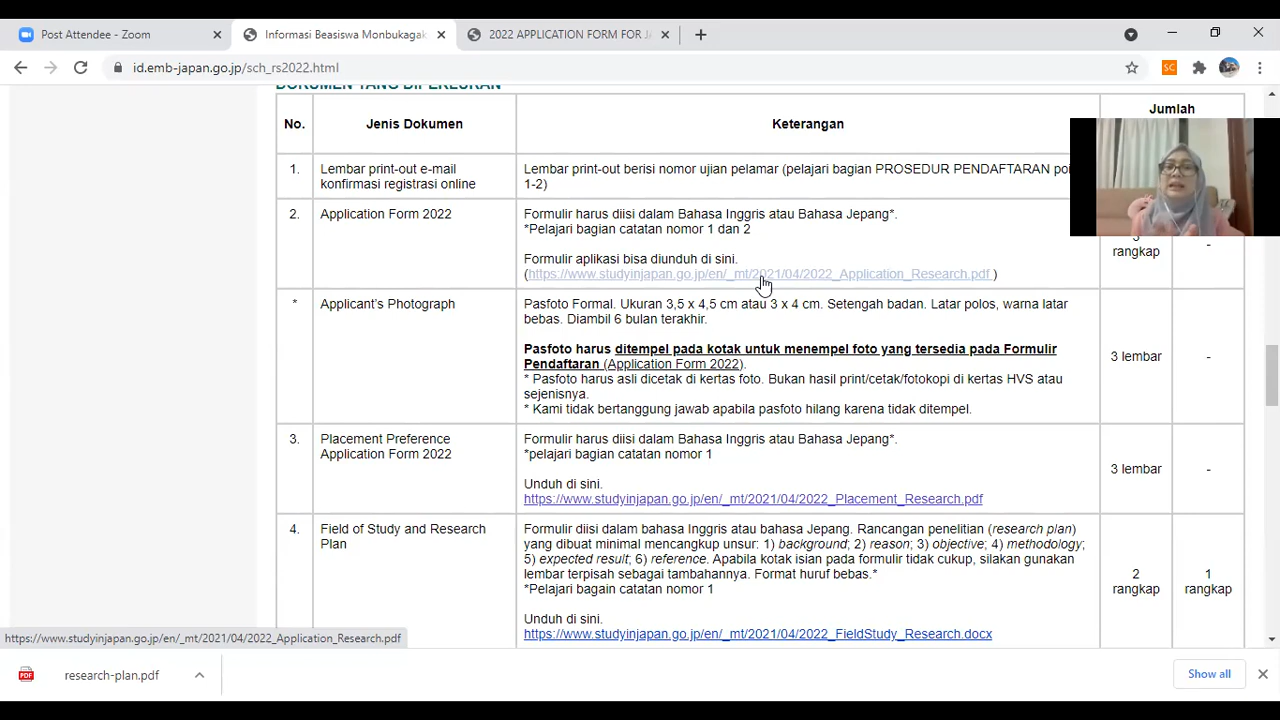 Post Attendee - Zoom
Informasi Beasiswa Monbukagak
2022 APPLICATION FORM FOR JA
id.emb-japan.go.jp/sch_rs2022.html
SC
DOKUMEN YANG DIPERLUKAN
No.
Jenis Dokumen
Keterangan
Jumlah
1.
Lembar print-out e-mail
konfirmasi registrasi online
Lembar print-out berisi nomor ujian pelamar (pelajari bagian PROSEDUR PENDAFTARAN poi
1-2)
2.
Application Form 2022
Formulir harus diisi dalam Bahasa Inggris atau Bahasa Jepang*.
*Pelajari bagian catatan nomor 1 dan 2
Formulir aplikasi bisa diunduh di sini.
(https://www.studyinjapan.go.jp/en/_mt/2021/04/2022_Application_Research.pdf )
rangkap
-
*
Applicant's Photograph
Pasfoto Formal. Ukuran 3,5 x 4,5 cm atau 3 x 4 cm. Setengah badan. Latar polos, warna latar
bebas. Diambil 6 bulan terakhir.
Pasfoto harus ditempel pada kotak untuk menempel foto yang tersedia pada Formulir
Pendaftaran (Application Form 2022).
* Pasfoto harus asli dicetak di kertas foto. Bukan hasil print/cetak/fotokopi di kertas HVS atau
sejenisnya.
* Kami tidak bertanggung jawab apabila pasfoto hilang karena tidak ditempel.
3 lembar
-
3.
Placement Preference
Application Form 2022
Formulir harus diisi dalam Bahasa Inggris atau Bahasa Jepang*.
*pelajari bagian catatan nomor 1
Unduh di sini.
https://www.studyinjapan.go.jp/en/_mt/2021/04/2022_Placement_Research.pdf
3 lembar
-
4.
Field of Study and Research
Plan
Formulir diisi dalam bahasa Inggris atau bahasa Jepang. Rancangan penelitian (research plan)
yang dibuat minimal mencangkup unsur: 1) background; 2) reason; 3) objective; 4) methodology;
5) expected result; 6) reference. Apabila kotak isian pada formulir tidak cukup, silakan gunakan
lembar terpisah sebagai tambahannya. Format huruf bebas.*
*Pelajari bagain catatan nomor 1
Unduh di sini.
https://www.studyinjapan.go.jp/en/_mt/2021/04/2022_FieldStudy_Research.docx
2
rangkap
1
rangkap
https://www.studyinjapan.go.jp/en/_mt/2021/04/2022_Application_Research.pdf
PDF
research-plan.pdf
Show all